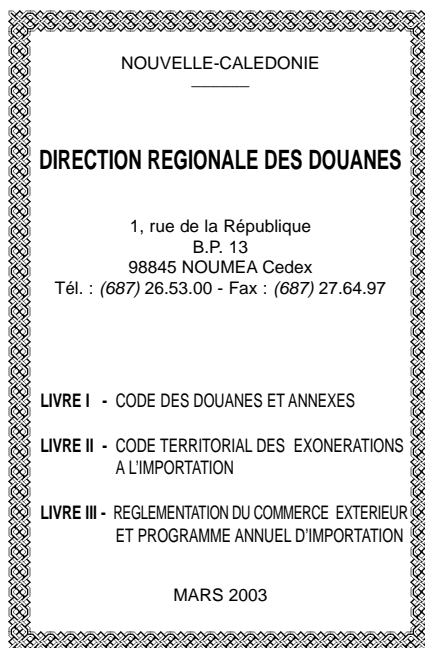 NOUVELLE-CALEDONIE
DIRECTION REGIONALE DES DOUANES
1, rue de la République
B.P. 13
98845 NOUMEA Cedex
Tél. : (687) 26.53.00 - Fax : (687) 27.64.97
LIVRE I - CODE DES DOUANES ET ANNEXES
LIVRE II - CODE TERRITORIAL DES EXONERATIONS
A L'IMPORTATION
LIVRE III - REGLEMENTATION DU COMMERCE EXTERIEUR
ET PROGRAMME ANNUEL D'IMPORTATION
MARS 2003